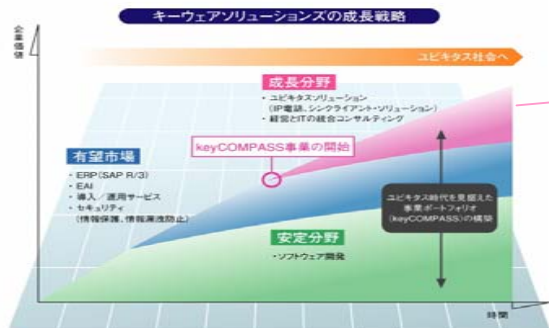 キーウェアソリューションズの成長戦略
企業価値
ユビキタス社会へ
成長分野
・ユビキタスソリューション
(IP電話、シンクライアント・ソリューション)
・経営とITの統合コンサルティング
keyCOMPASS事業の開始
有望市場
・ERP(SAP R/3)
・EAI
・導入/運用サービス
・セキュリティ
(情報保護、情報漏洩防止)
ユビキタス時代を見据えた
事業ポートフォリオ
(keyCOMPASS)の構築
安定分野
・ソフトウェア開発
時間